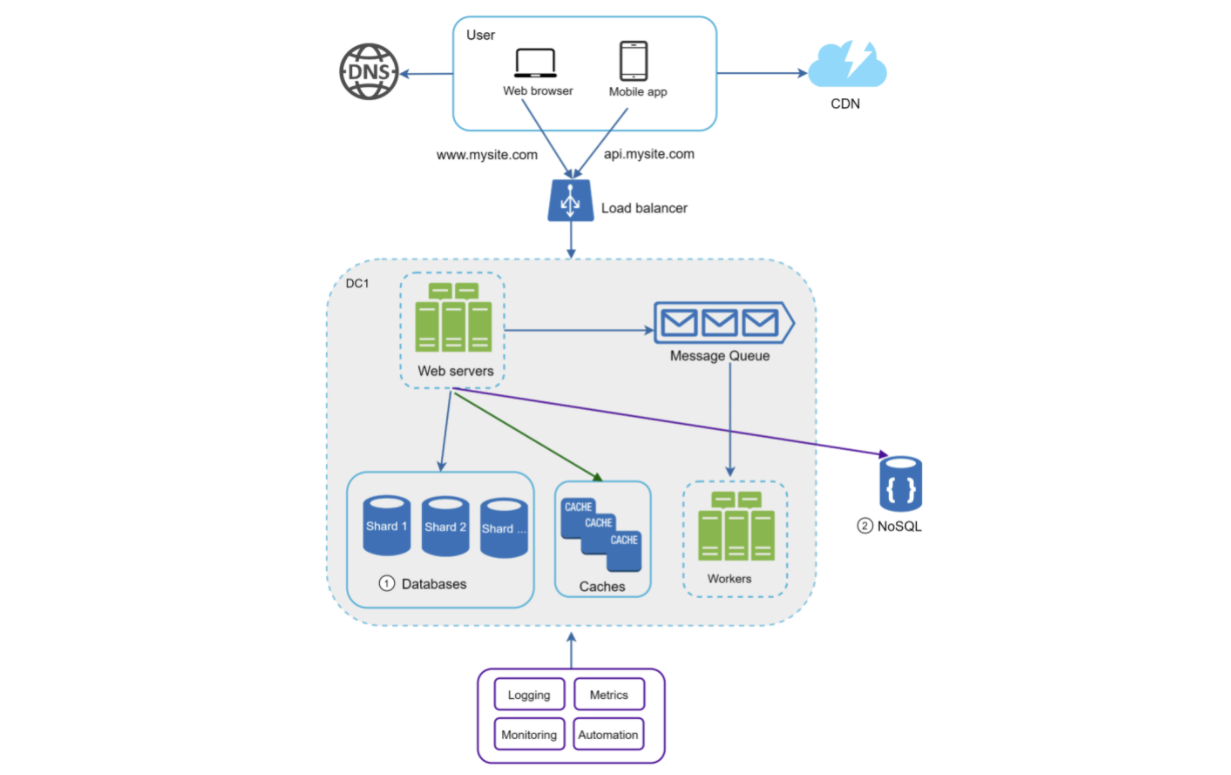 User
DNS
Web browser
Mobile app
CDN
www.mysite.com
api.mysite.com
Load balancer
DC1
Message Queue
Web servers
Shard 1
Shard 2
Shard ...
CACHE
CACHE
CACHE
{ }
② NoSQL
① Databases
Caches
Workers
Logging
Metrics
Monitoring
Automation